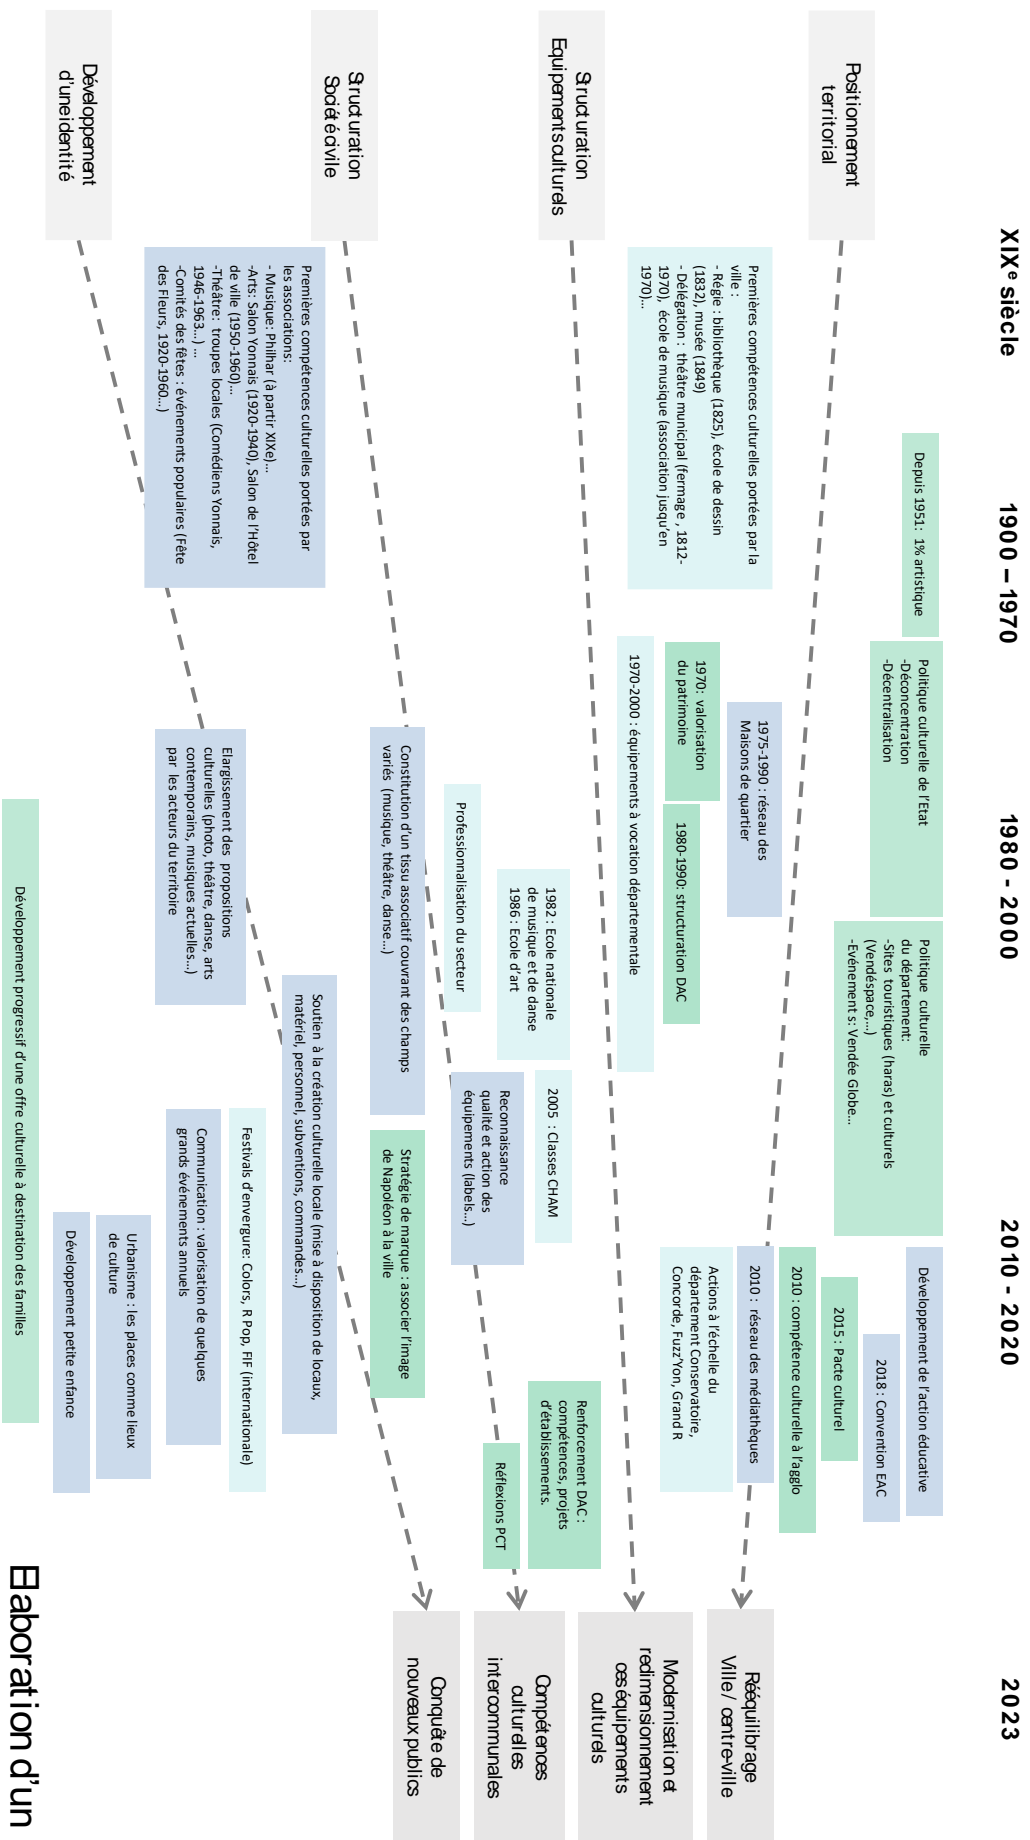 XIXᵉ siècle
1900 – 1970
1980 - 2000
2010 - 2020
2023
Positionnement
territorial
Depuis 1951: 1% artistique
Politique culturelle de l'Etat
-Déconcentration
-Décentralisation
Politique culturelle
du département:
-Sites touristiques (haras) et culturels
(Vendéspace,…)
-Evénement s: Vendée Globe…
Développement de l'action éducative
2018 : Convention EAC
2015 : Pacte culturel
2010 : compétence culturelle à l'agglo
2010 : réseau des médiathèques
Actions à l'échelle du
département Conservatoire,
Concorde, Fuzz'Yon, Grand R
1975-1990 : réseau des
Maisons de quartier
Rééquilibrage
Ville / centre-ville
Structuration
Equipements culturels
Premières compétences culturelles portées par la
ville :
- Régie : bibliothèque (1825), école de dessin
(1832), musée (1849)
- Délégation : théâtre municipal (fermage , 1812-
1970), école de musique (association jusqu'en
1970)…
1970: valorisation
du patrimoine
1980-1990: structuration DAC
1970-2000 : équipements à vocation départementale
1982 : Ecole nationale
de musique et de danse
1986 : Ecole d'art
2005 : Classes CHAM
Professionnalisation du secteur
Reconnaissance
qualité et action des
équipements (labels…)
Renforcement DAC :
compétences, projets
d'établissements.
Réflexions PCT
Modernisation et
redimensionnement
ces équipements
culturels
Structuration
Société civile
Premières compétences culturelles portées par
les associations:
- Musique: Philhar (à partir XIXe)…
-Arts: Salon Yonnais (1920-1940), Salon de l'Hôtel
de ville (1950-1960)…
-Théâtre: troupes locales (Comédiens Yonnais,
1946-1963…) …
-Comités des fêtes : événements populaires (Fête
des Fleurs, 1920-1960…)
Constitution d'un tissu associatif couvrant des champs
variés (musique, théâtre, danse…)
Stratégie de marque : associer l'image
de Napoléon à la ville
Soutien à la création culturelle locale (mise à disposition de locaux,
matériel, personnel, subventions, commandes…)
Compétences
culturelles
intercommunales
Développement
d'une identité
Elargissement des propositions
culturelles (photo, théâtre, danse, arts
contemporains, musiques actuelles…)
par les acteurs du territoire
Festivals d'envergure: Colors, R Pop, FIF (internationale)
Communication : valorisation de quelques
grands événements annuels
Urbanisme : les places comme lieux
de culture
Développement petite enfance
Conquête de
nouveaux publics
Développement progressif d'une offre culturelle à destination des familles
Elaboration d'un